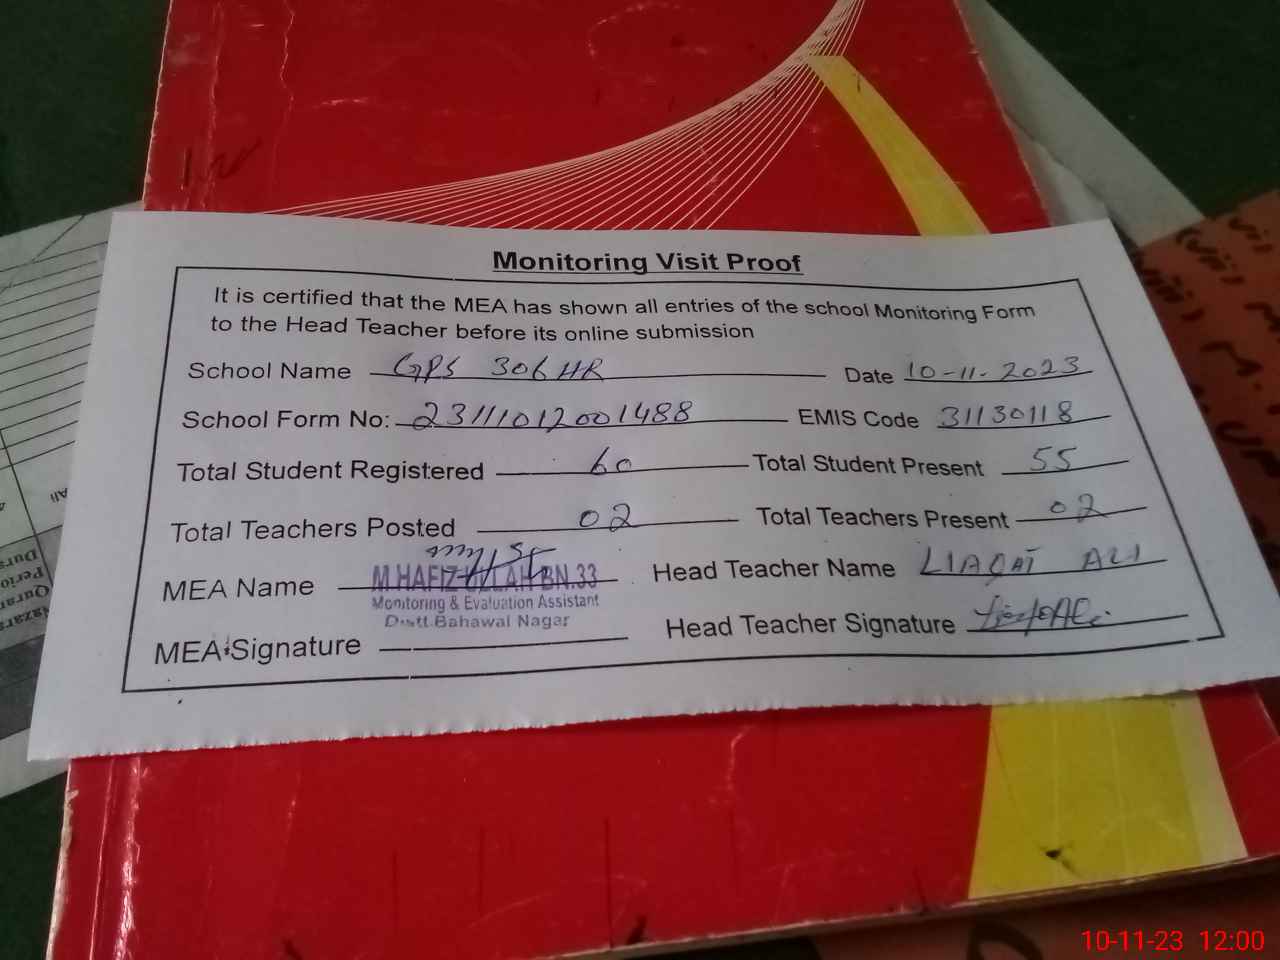 Monitoring Visit Proof
It is certified that the MEA has shown all entries of the school Monitoring Form
to the Head Teacher before its online submission
School Name GPS 306 HR Date 10-11-2023
School Form No: 23111012001488 EMIS Code 31130118
Total Student Registered 60 Total Student Present 55
Total Teachers Posted 02 Total Teachers Present 02
MEA Name M.HAFIZ ULLAH BN.33 Head Teacher Name LIAQAT ALI
Monitoring & Evaluation Assistant
Distt.Bahawal Nagar
MEA Signature Head Teacher Signature
10-11-23 12:00